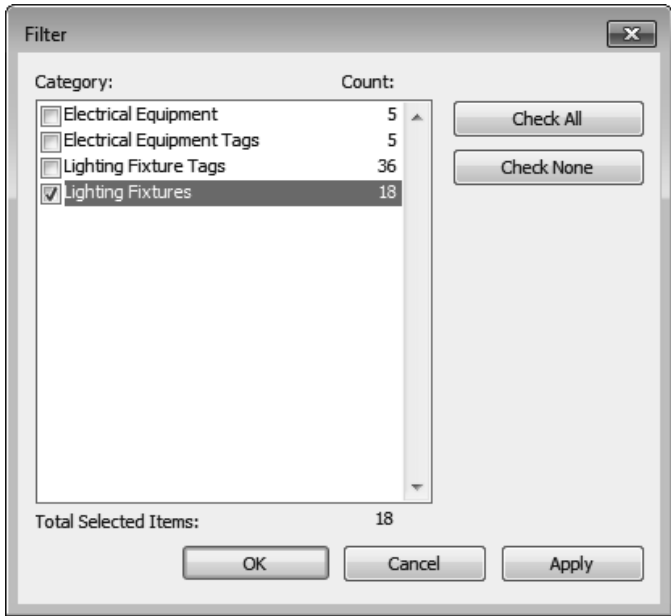 Filter
Category: Count:
Electrical Equipment 5
Electrical Equipment Tags 5
Lighting Fixture Tags 36
Lighting Fixtures 18
Check All
Check None
Total Selected Items: 18
OK Cancel Apply